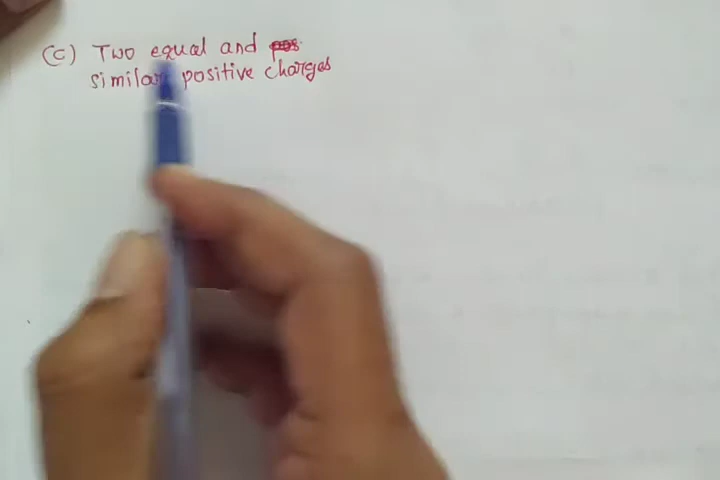 (c) Two equal and
similar positive charges